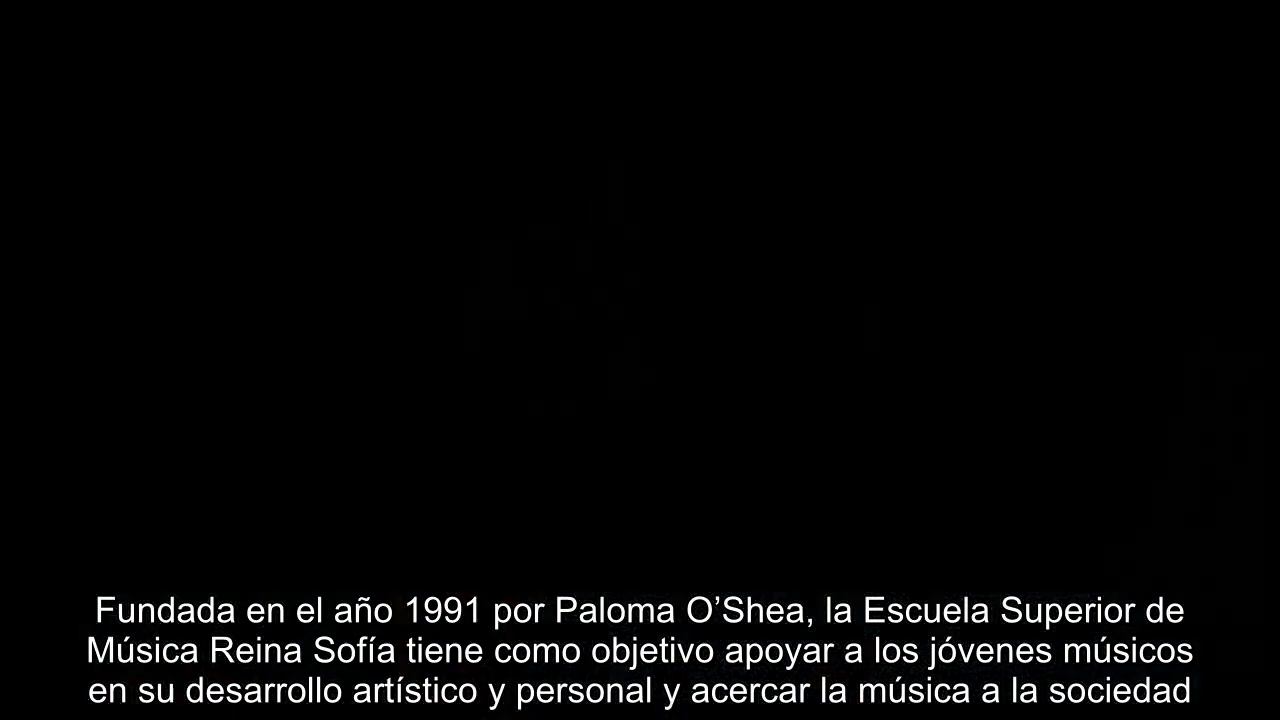 Fundada en el año 1991 por Paloma O’Shea, la Escuela Superior de
Música Reina Sofía tiene como objetivo apoyar a los jóvenes músicos
en su desarrollo artístico y personal y acercar la música a la sociedad